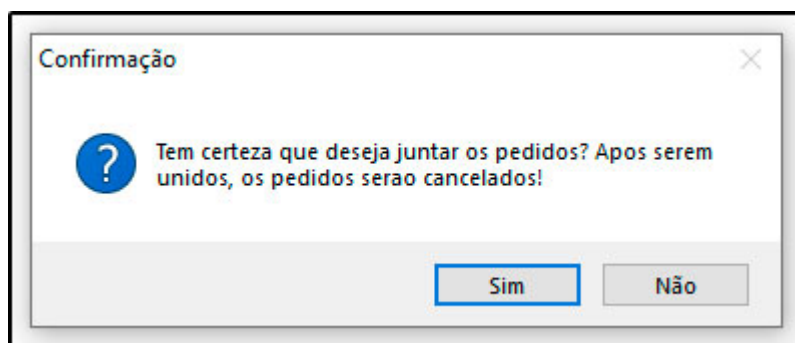 Confirmação
Tem certeza que deseja juntar os pedidos? Apos serem
unidos, os pedidos serao cancelados!
Sim
Não